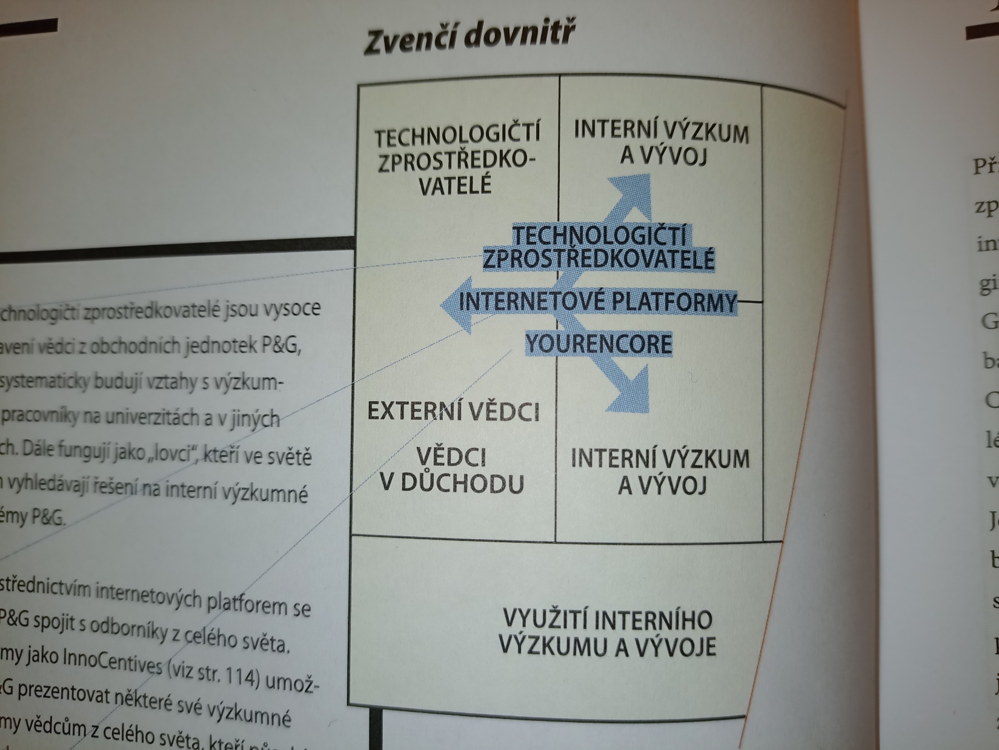 Zvenčí dovnitř
TECHNOLOGIČTÍ
ZPROSTŘEDKO-
VATELÉ
INTERNÍ VÝZKUM
A VÝVOJ
TECHNOLOGIČTÍ
ZPROSTŘEDKOVATELÉ
INTERNETOVÉ PLATFORMY
YOURENCORE
EXTERNÍ VĚDCI
VĚDCI
V DŮCHODU
INTERNÍ VÝZKUM
A VÝVOJ
VYUŽITÍ INTERNÍHO
VÝZKUMU A VÝVOJE
chnologičtí zprostředkovatelé jsou vysoce
avení vědci z obchodních jednotek P&G,
systematicky budují vztahy s výzkum-
pracovníky na univerzitách a v jiných
ch. Dále fungují jako „lovci“, kteří ve světě
vyhledávají řešení na interní výzkumné
émy P&G.
střednictvím internetových platforem se
P&G spojit s odborníky z celého světa.
my jako InnoCentives (viz str. 114) umož-
&G prezentovat některé své výzkumné
my vědcům z celého světa, kteří
Př
zp
in
gi
G
ba
C
lé
v
J
b
s